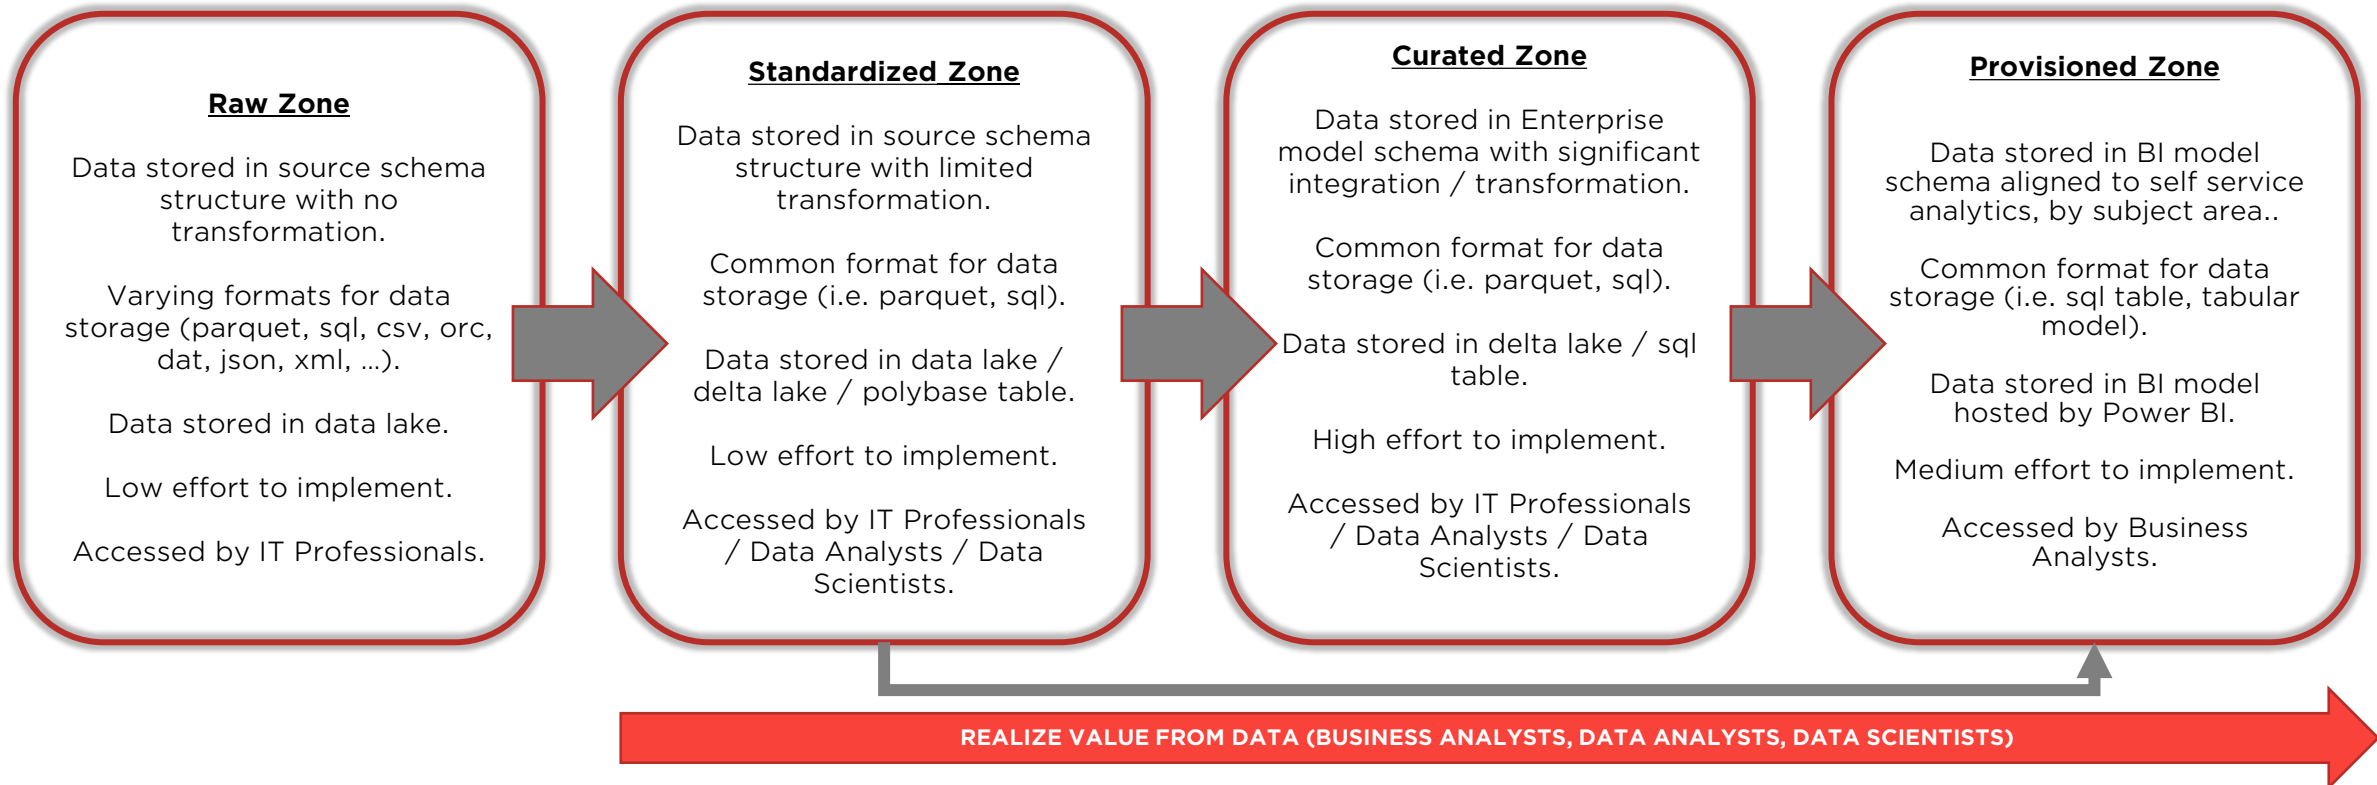 Raw Zone
Data stored in source schema
structure with no
transformation.
Varying formats for data
storage (parquet, sql, csv, orc,
dat, json, xml, …).
Data stored in data lake.
Low effort to implement.
Accessed by IT Professionals.
Standardized Zone
Data stored in source schema
structure with limited
transformation.
Common format for data
storage (i.e. parquet, sql).
Data stored in data lake /
delta lake / polybase table.
Low effort to implement.
Accessed by IT Professionals
/ Data Analysts / Data
Scientists.
Curated Zone
Data stored in Enterprise
model schema with significant
integration / transformation.
Common format for data
storage (i.e. parquet, sql).
Data stored in delta lake / sql
table.
High effort to implement.
Accessed by IT Professionals
/ Data Analysts / Data
Scientists.
Provisioned Zone
Data stored in BI model
schema aligned to self service
analytics, by subject area..
Common format for data
storage (i.e. sql table, tabular
model).
Data stored in BI model
hosted by Power BI.
Medium effort to implement.
Accessed by Business
Analysts.
REALIZE VALUE FROM DATA (BUSINESS ANALYSTS, DATA ANALYSTS, DATA SCIENTISTS)